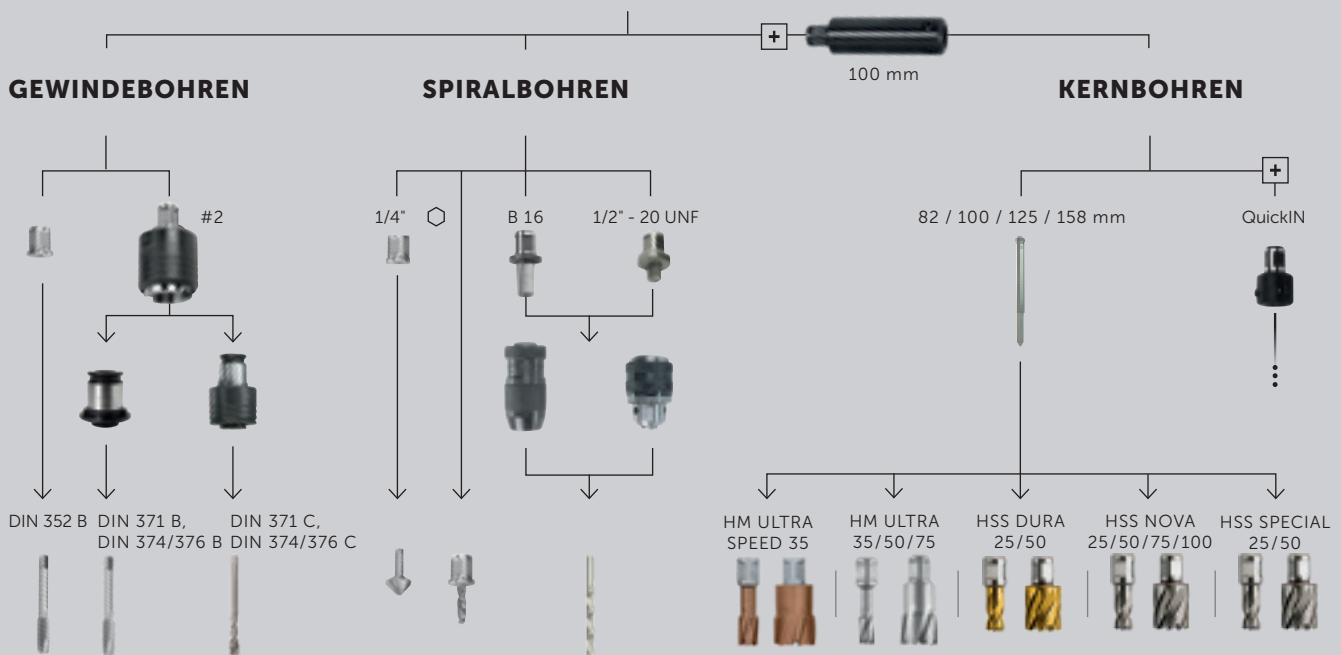 +
100 mm
GEWINDEBOHREN
SPIRALBOHREN
KERNBOHREN
+
#2
1/4"
B 16
1/2" - 20 UNF
82 / 100 / 125 / 158 mm
QuickIN
DIN 352 B
DIN 371 B,
DIN 374/376 B
DIN 371 C,
DIN 374/376 C
HM ULTRA
SPEED 35
HM ULTRA
35/50/75
HSS DURA
25/50
HSS NOVA
25/50/75/100
HSS SPECIAL
25/50